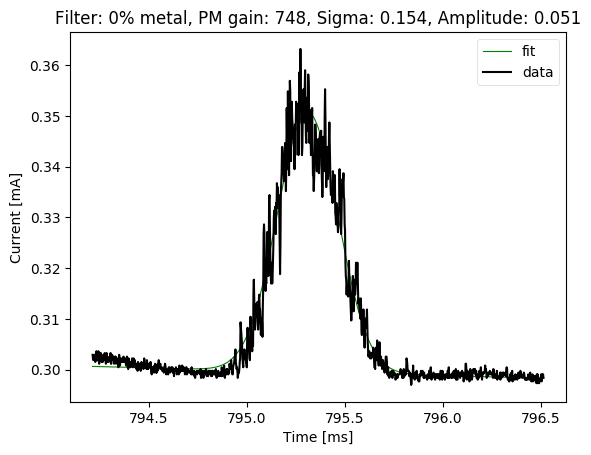 Filter: 0% metal, PM gain: 748, Sigma: 0.154, Amplitude: 0.051
fit
data
0.36
0.35
0.34
0.33
0.32
0.31
0.30
Current [mA]
794.5 795.0 795.5 796.0 796.5
Time [ms]